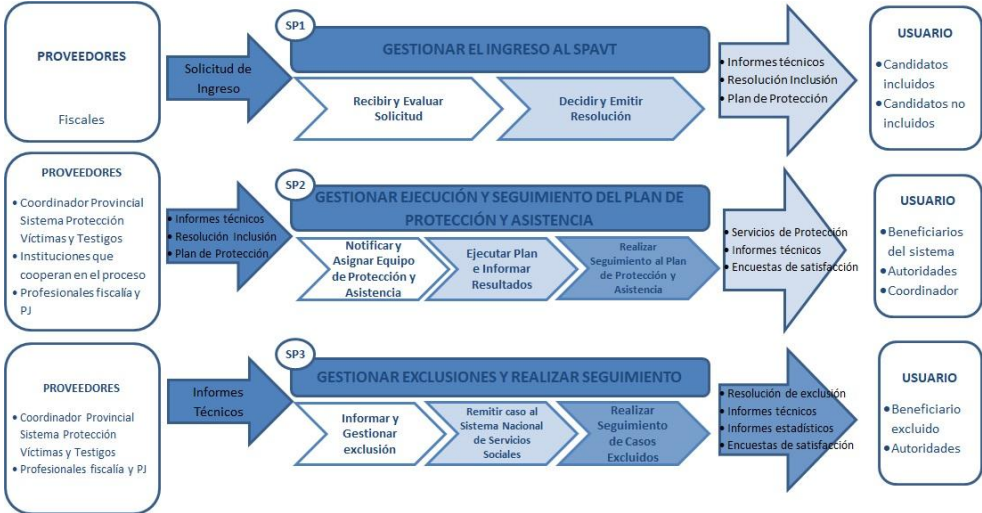 PROVEEDORES
Fiscales
Solicitud de
Ingreso
SP1
GESTIONAR EL INGRESO AL SPAVT
Recibir y Evaluar
Solicitud
Decidir y Emitir
Resolución
• Informes técnicos
• Resolución Inclusión
• Plan de Protección
USUARIO
• Candidatos
incluidos
• Candidatos no
incluidos
PROVEEDORES
• Coordinador Provincial
Sistema Protección
Víctimas y Testigos
• Instituciones que
cooperan en el proceso
• Profesionales fiscalía y
PJ
• Informes técnicos
• Resolución Inclusión
• Plan de Protección
SP2
GESTIONAR EJECUCIÓN Y SEGUIMIENTO DEL PLAN DE
PROTECCIÓN Y ASISTENCIA
Notificar y
Asignar Equipo
de Protección y
Asistencia
Ejecutar Plan
e Informar
Resultados
Realizar
Seguimiento al Plan
de Protección y
Asistencia
• Servicios de Protección
• Informes técnicos
• Encuestas de satisfacción
USUARIO
• Beneficiarios
del sistema
• Autoridades
• Coordinador
PROVEEDORES
• Coordinador Provincial
Sistema Protección
Víctimas y Testigos
• Profesionales fiscalía y PJ
Informes
Técnicos
SP3
GESTIONAR EXCLUSIONES Y REALIZAR SEGUIMIENTO
Informar y
Gestionar
exclusión
Remitir caso al
Sistema Nacional
de Servicios
Sociales
Realizar
Seguimiento
de Casos
Excluidos
• Resolución de exclusión
• Informes técnicos
• Informes estadísticos
• Encuestas de satisfacción
USUARIO
• Beneficiario
excluido
• Autoridades